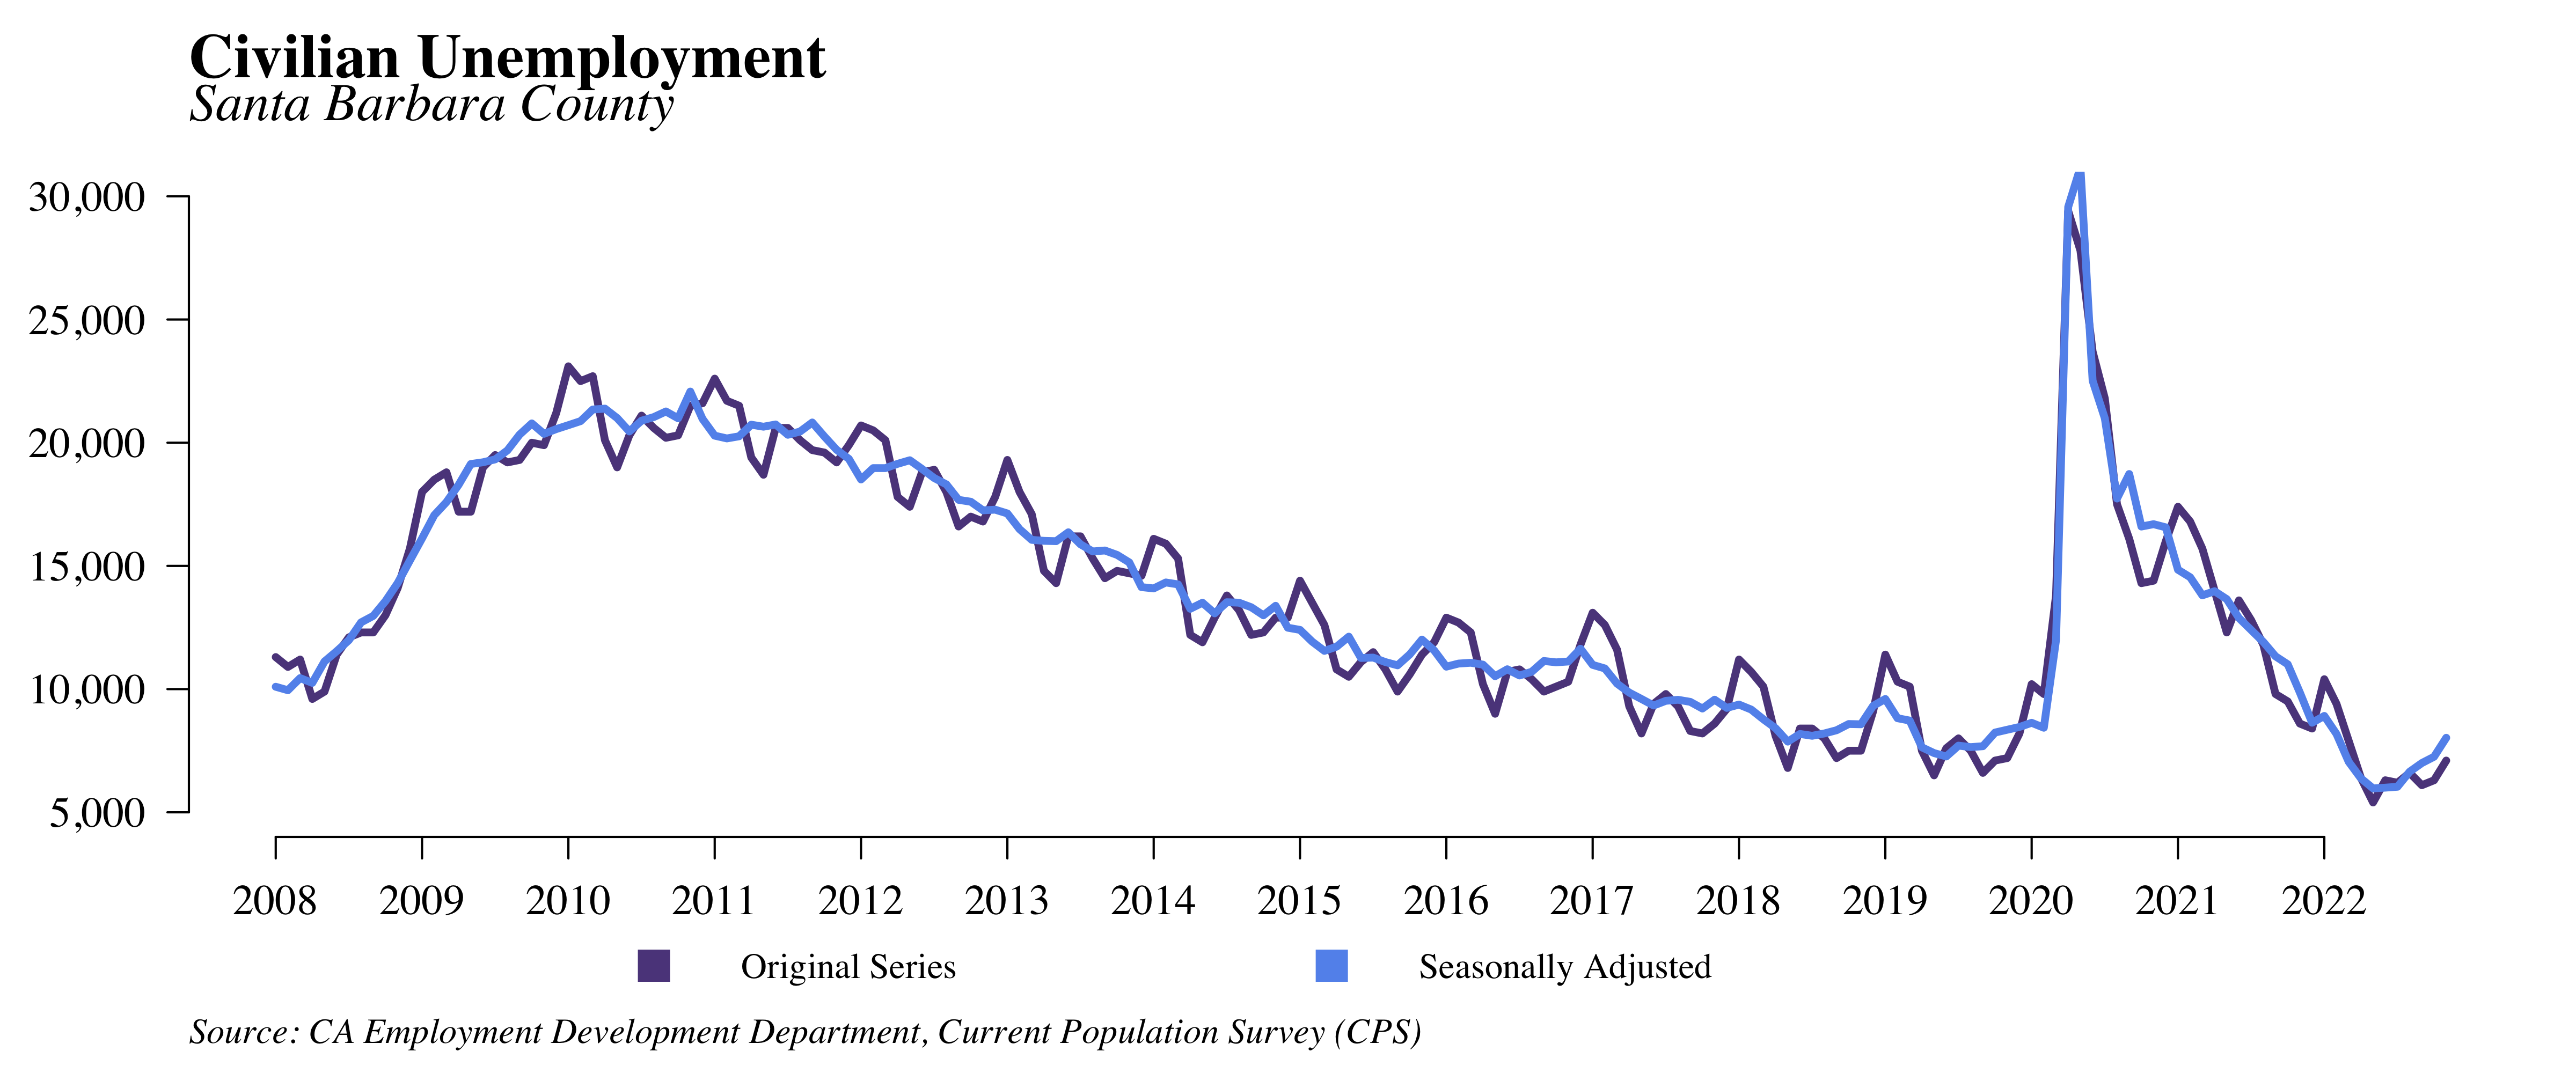 Civilian Unemployment
Santa Barbara County
30,000
25,000
20,000
15,000
10,000
5,000
2008 2009 2010 2011 2012 2013 2014 2015 2016 2017 2018 2019 2020 2021 2022
Original Series Seasonally Adjusted
Source: CA Employment Development Department, Current Population Survey (CPS)